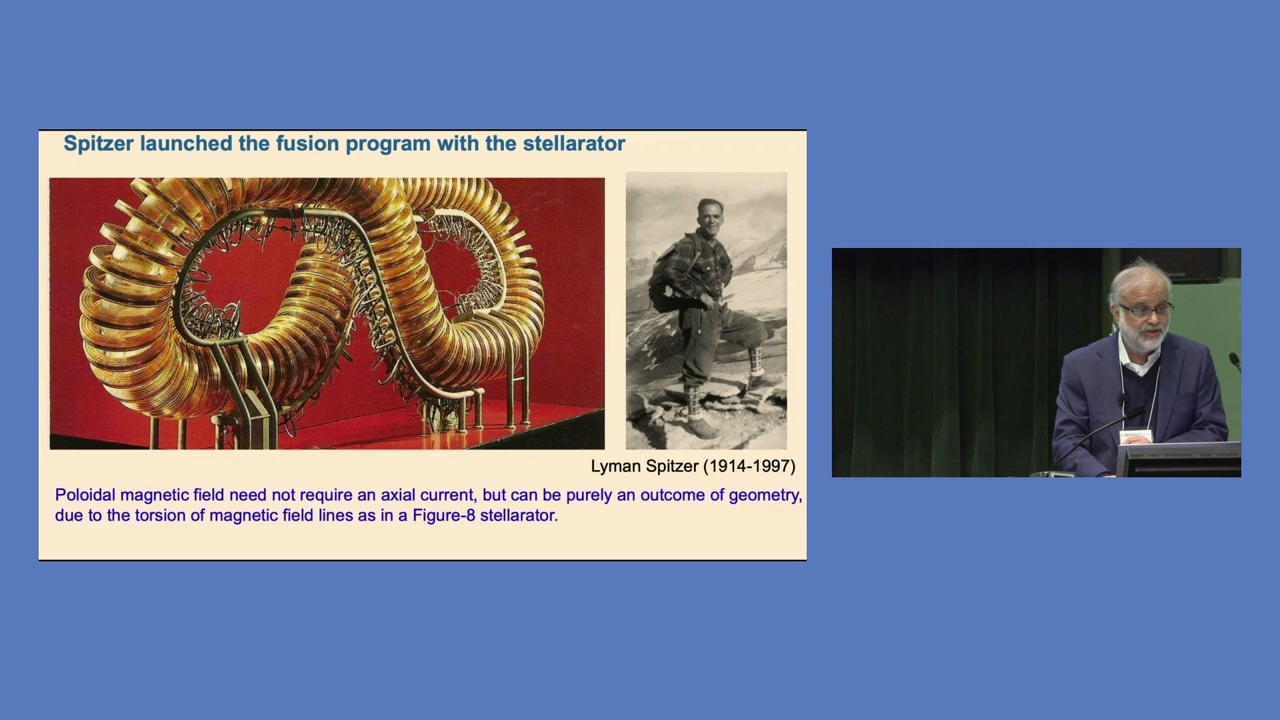 Spitzer launched the fusion program with the stellarator
Lyman Spitzer (1914-1997)
Poloidal magnetic field need not require an axial current, but can be purely an outcome of geometry,
due to the torsion of magnetic field lines as in a Figure-8 stellarator.